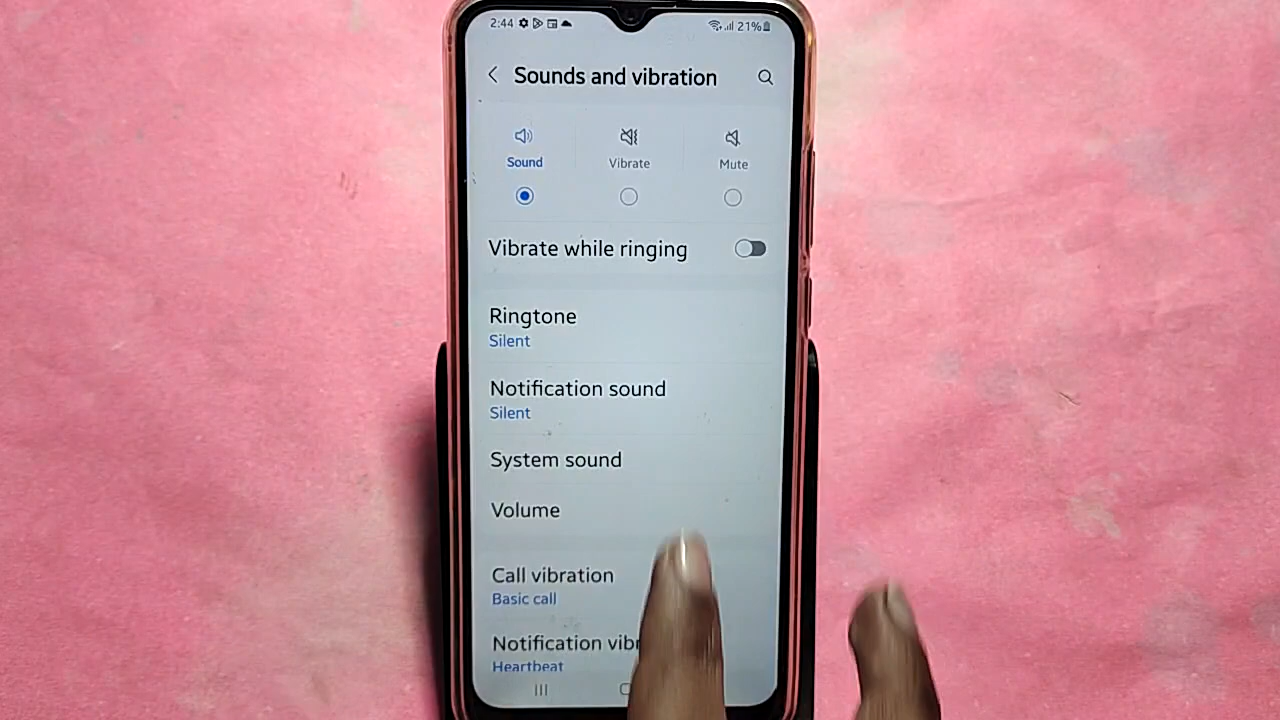 2:44
21%
Sounds and vibration
Sound
Vibrate
Mute
Vibrate while ringing
Ringtone
Silent
Notification sound
Silent
System sound
Volume
Call vibration
Basic call
Notification
Heartbeat